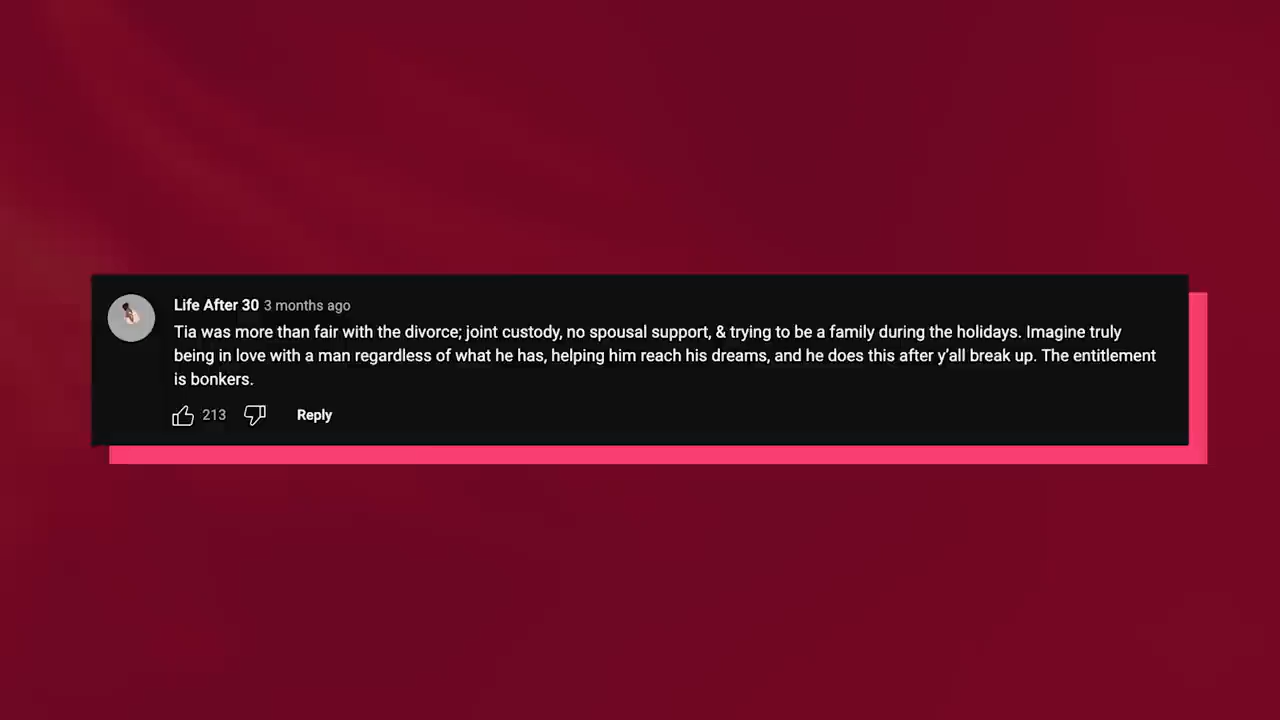 Life After 30 3 months ago
Tia was more than fair with the divorce; joint custody, no spousal support, & trying to be a family during the holidays. Imagine truly
being in love with a man regardless of what he has, helping him reach his dreams, and he does this after y’all break up. The entitlement
is bonkers.
213 Reply